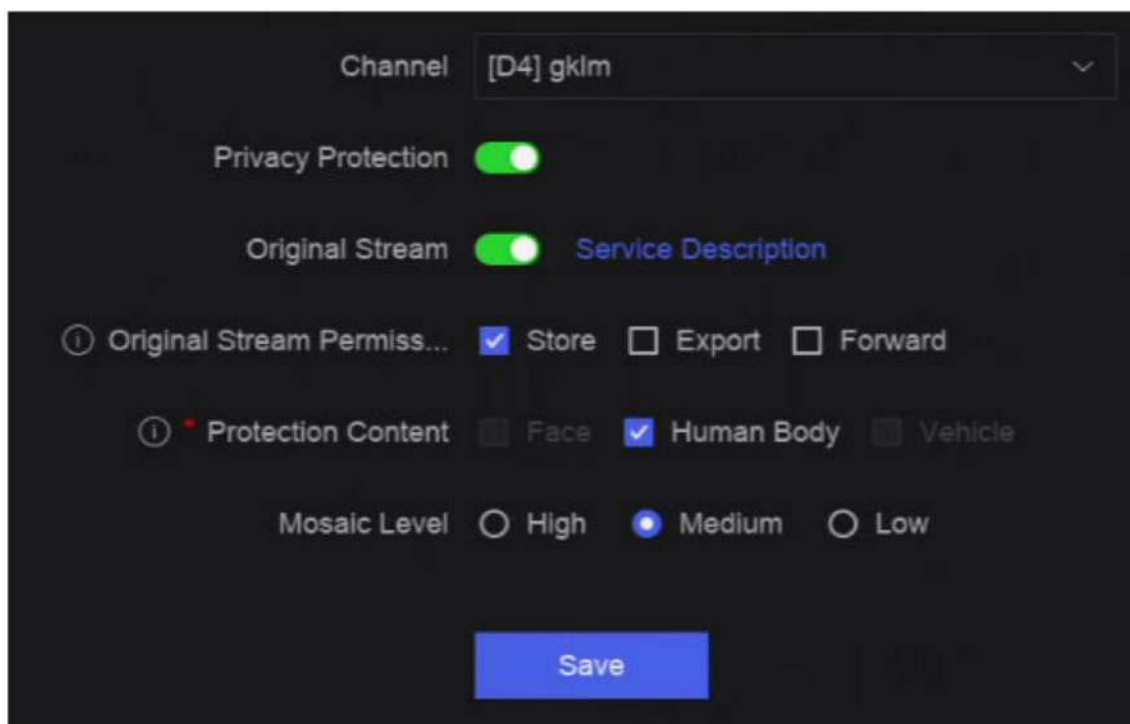 Channel [D4] gklm
Privacy Protection
Original Stream Service Description
Original Stream Permiss... Store Export Forward
* Protection Content Face Human Body Vehicle
Mosaic Level High Medium Low
Save